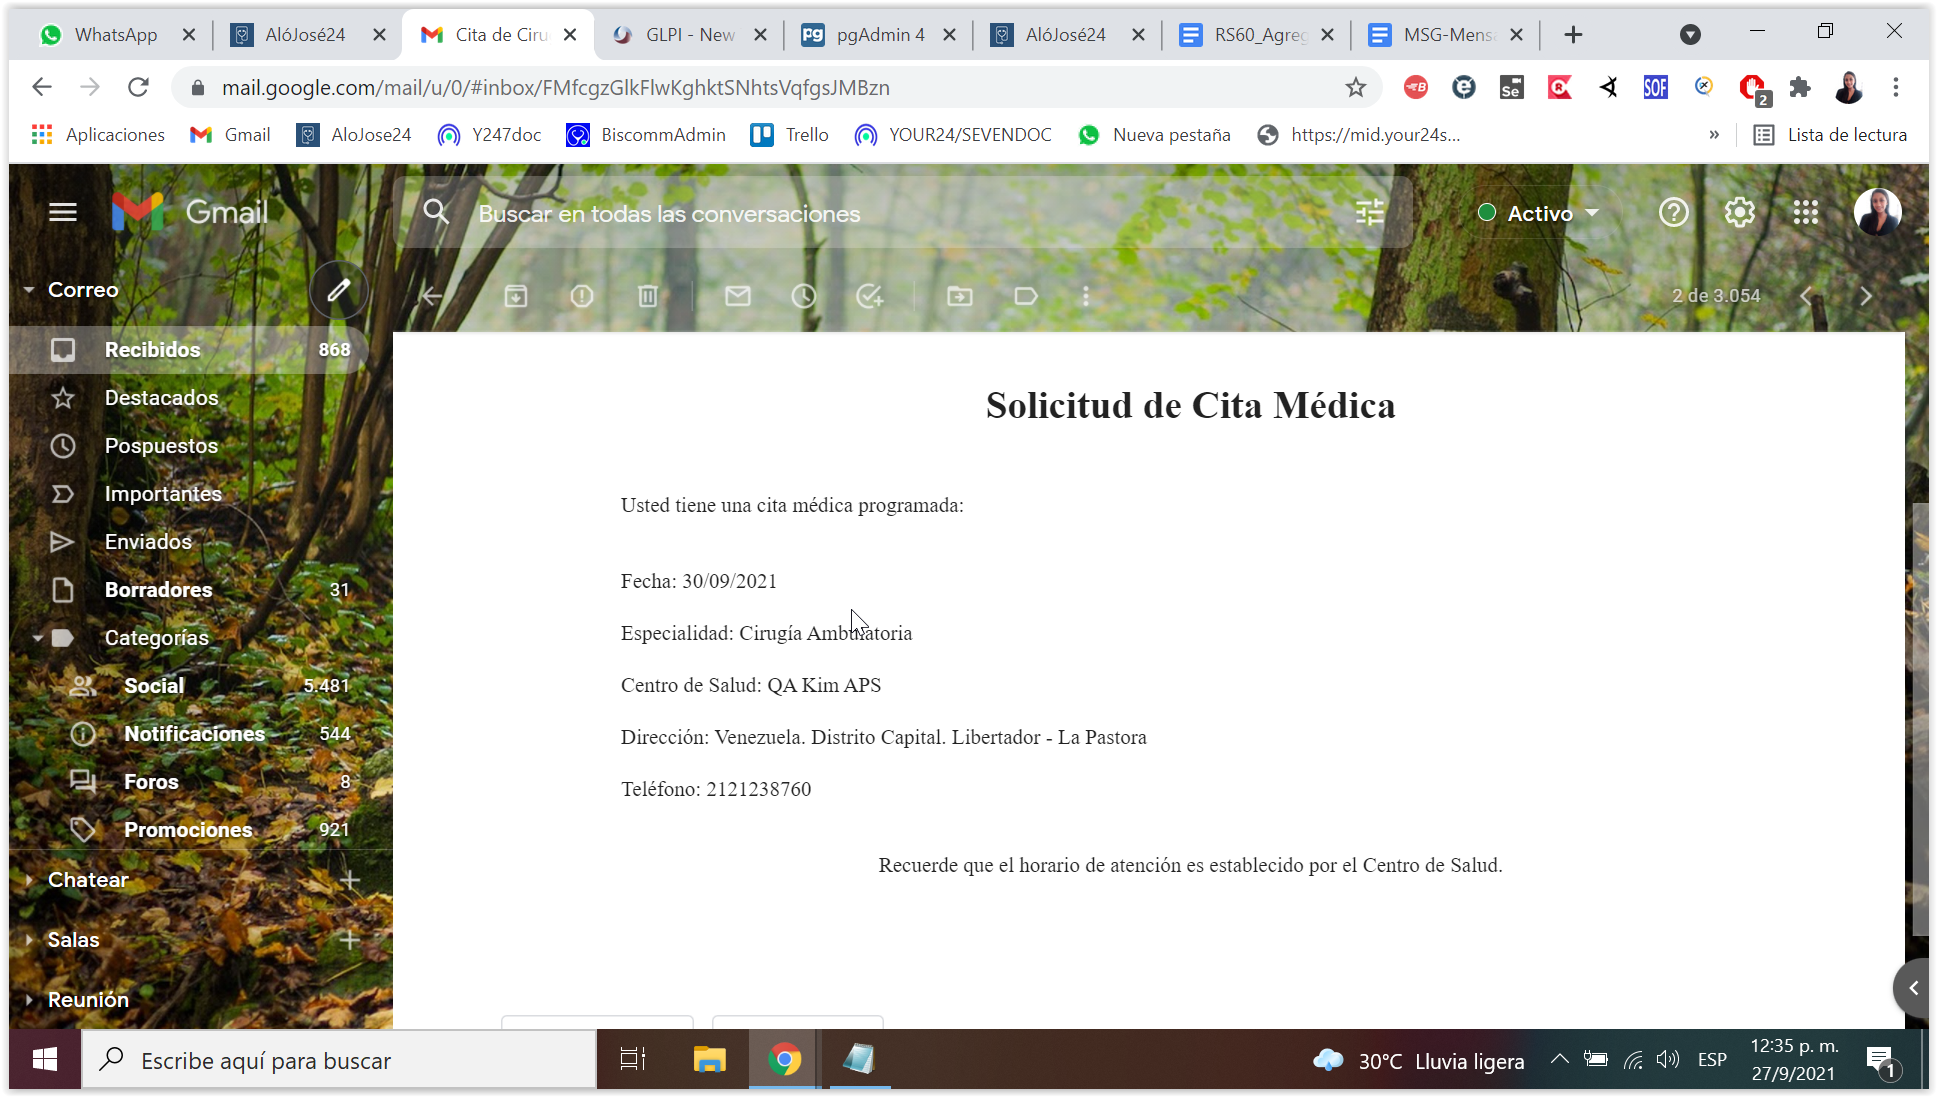 WhatsApp
AlóJosé24
Cita de Ciru
GLPI - New
pgAdmin 4
AlóJosé24
RS60_Agreg
MSG-Mensa
mail.google.com/mail/u/0/#inbox/FMfcgzGlkFlwKghktSNhtsVqfgsJMBzn
Se
SOF
2
Aplicaciones
Gmail
AloJose24
Y247doc
BiscommAdmin
Trello
YOUR24/SEVENDOC
Nueva pestaña
https://mid.your24s...
»
Lista de lectura
Gmail
Buscar en todas las conversaciones
Activo
Correo
2 de 3.054
Recibidos 868
Destacados
Pospuestos
Importantes
Enviados
Borradores 31
Categorías
Social 5.481
Notificaciones 544
Foros 8
Promociones 921
Chatear
Salas
Reunión
Solicitud de Cita Médica
Usted tiene una cita médica programada:
Fecha: 30/09/2021
Especialidad: Cirugía Ambulatoria
Centro de Salud: QA Kim APS
Dirección: Venezuela. Distrito Capital. Libertador - La Pastora
Teléfono: 2121238760
Recuerde que el horario de atención es establecido por el Centro de Salud.
Escribe aquí para buscar
30°C Lluvia ligera
ESP
12:35 p. m.
27/9/2021
1